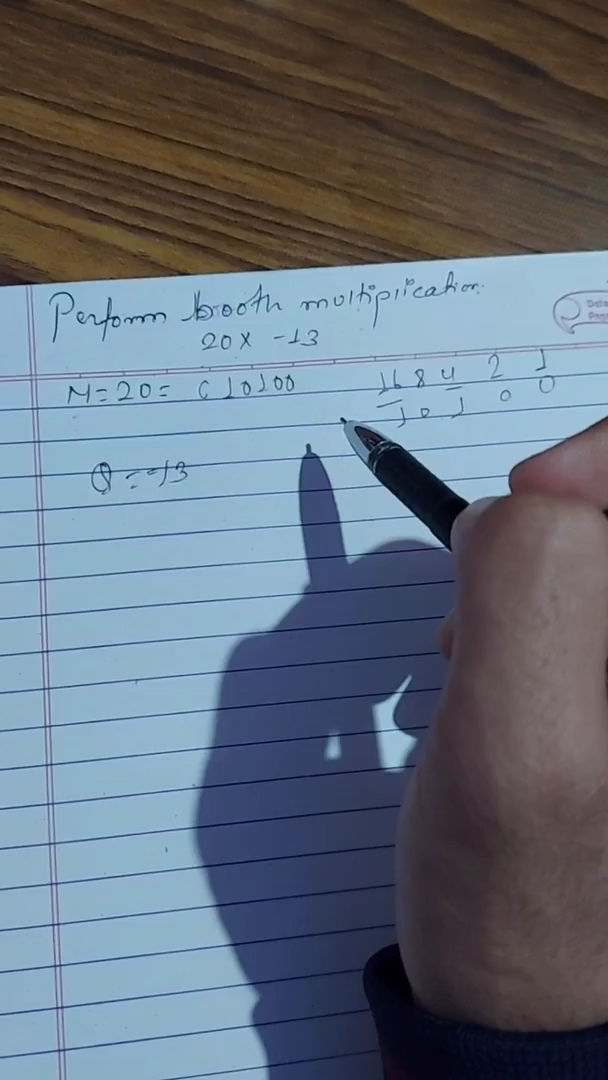 Perform booth multiplication.
20 x -13
M = 20 = 010100
16 8 4 2 1
1 0 1 0 0
Q = -13